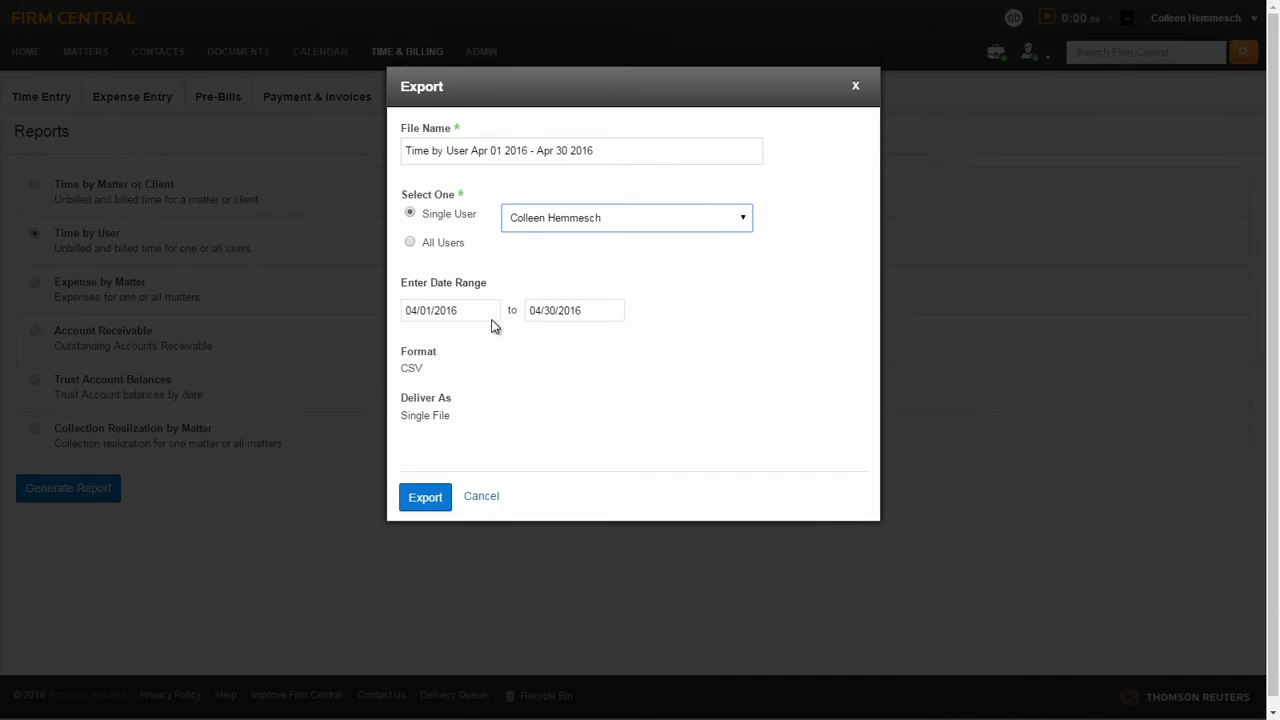 FIRM CENTRAL
qb
0:00
Colleen Hemmesch
HOME MATTERS CONTACTS DOCUMENTS CALENDAR TIME & BILLING ADMIN
Search Firm Central
Time Entry Expense Entry Pre-Bills Payment & Invoices
Reports
Time by Matter or Client
Unbilled and billed time for a matter or client
Time by User
Unbilled and billed time for one or all users
Expense by Matter
Expenses for one or all matters
Account Receivable
Outstanding Accounts Receivable
Trust Account Balances
Trust Account balances by date
Collection Realization by Matter
Collection realization for one matter or all matters
Generate Report
Export
X
File Name *
Time by User Apr 01 2016 - Apr 30 2016
Select One *
Single User
Colleen Hemmesch
All Users
Enter Date Range
04/01/2016 to 04/30/2016
Format
CSV
Deliver As
Single File
Export Cancel
© 2016 Thomson Reuters Privacy Policy Help Improve Firm Central Contact Us Delivery Queue Recycle Bin
THOMSON REUTERS